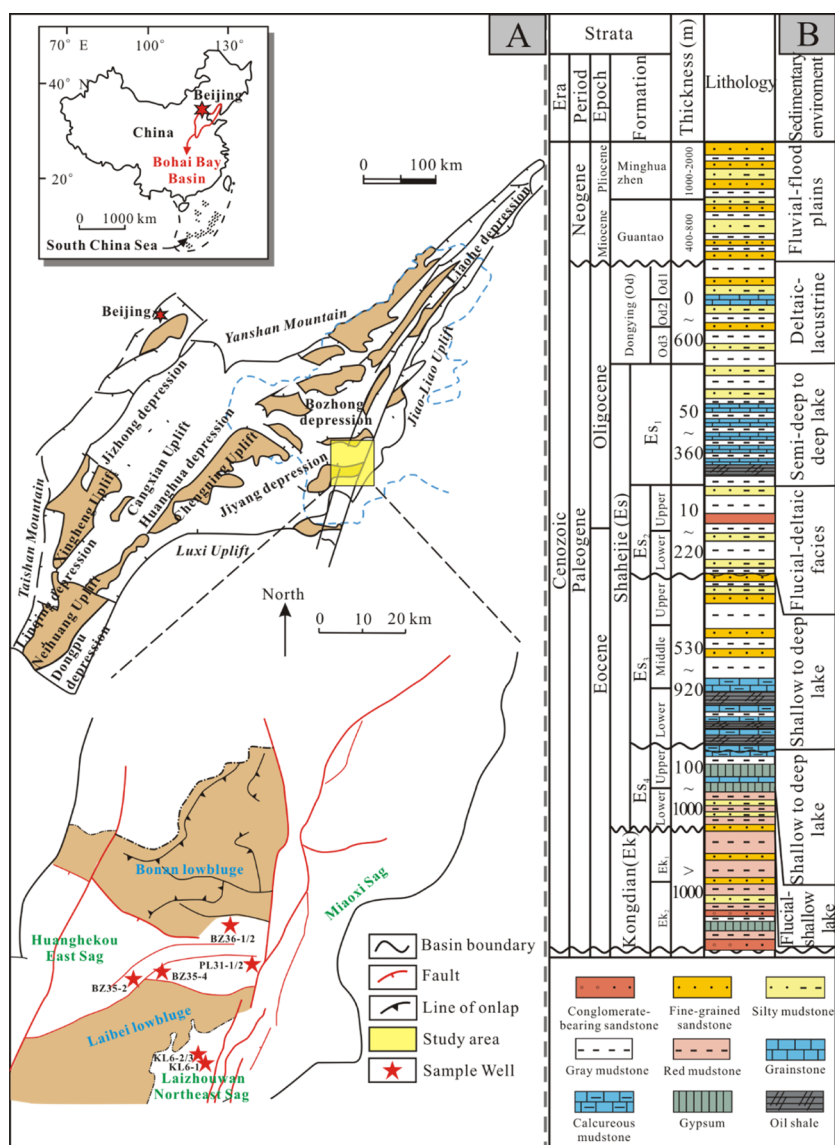 A
70° E
100°
130°
40° N
Beijing
China
Bohai Bay
Basin
20°
0 1000 km
South China Sea
0 100 km
Beijing
Yanshan Mountain
Liaohe depression
Jiao-Liao Uplift
Bozhong
depression
Jizhong depression
Cangxian Uplift
Huanghua depression
Chengping Uplift
Jiyang depression
Taishan Mountain
Xingheng Uplift
Linqing depression
Neihuang Uplift
Dongpu
depression
Luxi Uplift
North
0 10 20 km
Bonan lowbluge
Miaoxi Sag
Huanghekou
East Sag
BZ36-1/2
PL31-1/2
BZ35-4
BZ35-2
Laibei lowbluge
KL6-2/3
KL6-1
Laizhouwan
Northeast Sag
Basin boundary
Fault
Line of onlap
Study area
Sample Well
B
Strata
Era
Period
Epoch
Formation
Thickness (m)
Lithology
Sedimentary
enviroment
Cenozoic
Neogene
Paleogene
Pliocene
Miocene
Oligocene
Eocene
Minghua
zhen
1000-2000
Guantao
400-800
Fluvial-flood
plains
Dongying (Od)
Od1
Od2
Od3
0
~
600
Deltaic-
lacustrine
Shahejie (Es)
Es1
50
~
360
Semi-deep to
deep lake
Es2
Upper
Lower
10
~
220
Flucial-deltaic
facies
Es3
Upper
Middle
Lower
530
~
920
Shallow to deep
lake
Es4
Upper
Lower
100
~
1000
Shallow to deep
lake
Kongdian (Ek)
Ek1
Ek2
>
1000
Flucial-
shallow
lake
Conglomerate-
bearing sandstone
Fine-grained
sandstone
Silty mudstone
Gray mudstone
Red mudstone
Grainstone
Calcureous
mudstone
Gypsum
Oil shale